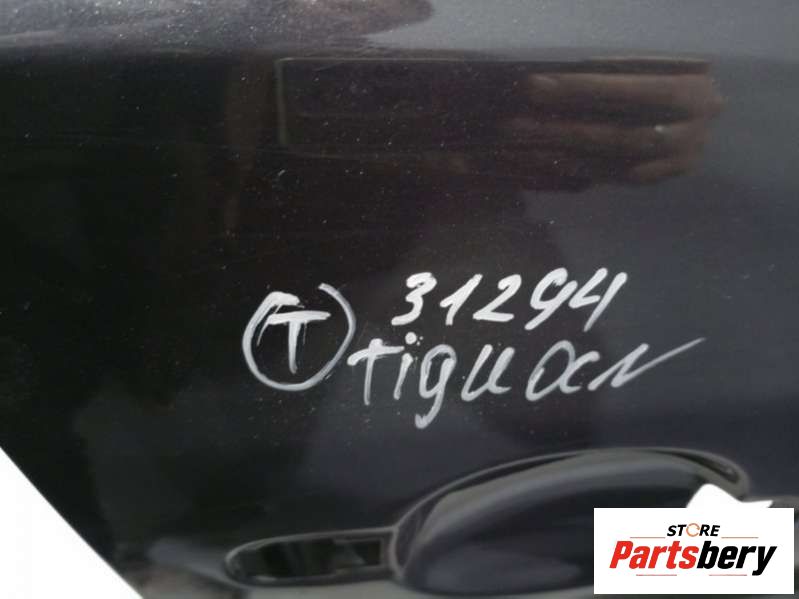 T 31294
Tiguan
STORE
Partsbery